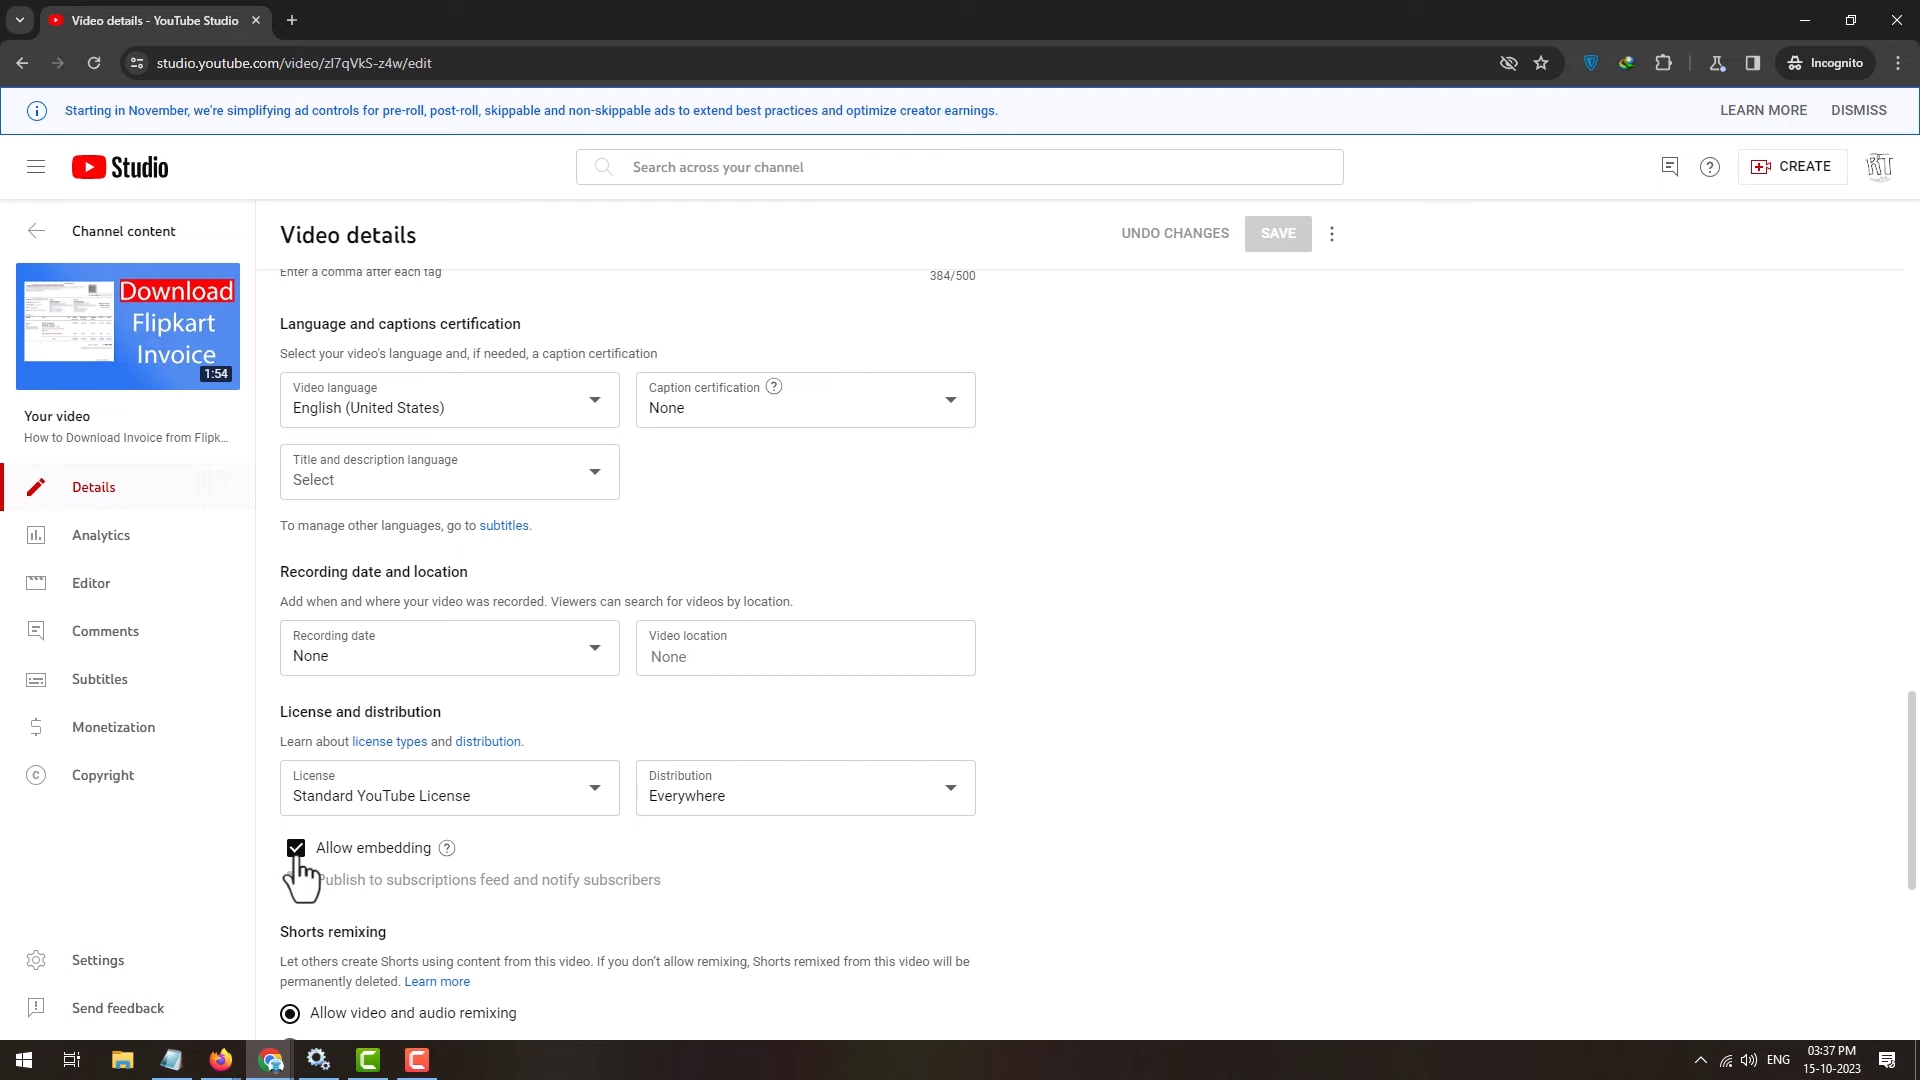 Video details - YouTube Studio
studio.youtube.com/video/zl7qVkS-z4w/edit
Incognito
Starting in November, we're simplifying ad controls for pre-roll, post-roll, skippable and non-skippable ads to extend best practices and optimize creator earnings.
LEARN MORE
DISMISS
Studio
Search across your channel
CREATE
Channel content
Video details
UNDO CHANGES
SAVE
Download
Flipkart
Invoice
1:54
Your video
How to Download Invoice from Flipk...
Details
Analytics
Editor
Comments
Subtitles
Monetization
Copyright
Settings
Send feedback
Enter a comma after each tag
384/500
Language and captions certification
Select your video's language and, if needed, a caption certification
Video language
English (United States)
Caption certification
None
Title and description language
Select
To manage other languages, go to subtitles.
Recording date and location
Add when and where your video was recorded. Viewers can search for videos by location.
Recording date
None
Video location
None
License and distribution
Learn about license types and distribution.
License
Standard YouTube License
Distribution
Everywhere
Allow embedding
Publish to subscriptions feed and notify subscribers
Shorts remixing
Let others create Shorts using content from this video. If you don't allow remixing, Shorts remixed from this video will be
permanently deleted. Learn more
Allow video and audio remixing
ENG
03:37 PM
15-10-2023